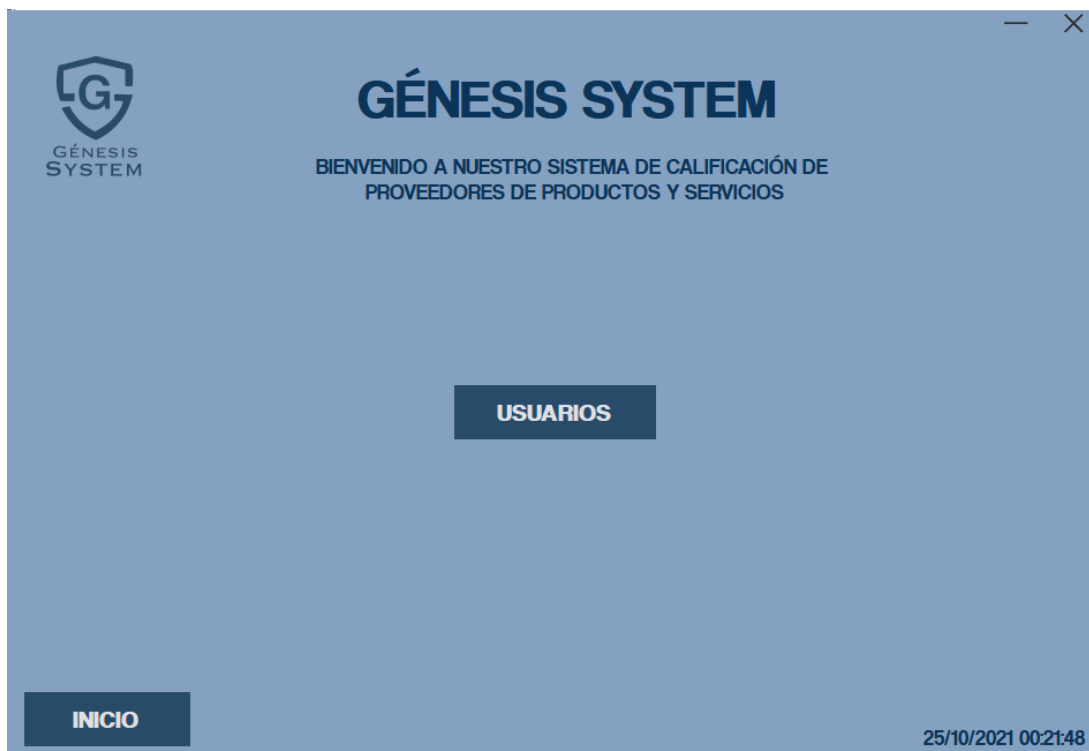 G
GÉNESIS
SYSTEM
GÉNESIS SYSTEM
BIENVENIDO A NUESTRO SISTEMA DE CALIFICACIÓN DE
PROVEEDORES DE PRODUCTOS Y SERVICIOS
USUARIOS
INICIO
25/10/2021 00:21:48